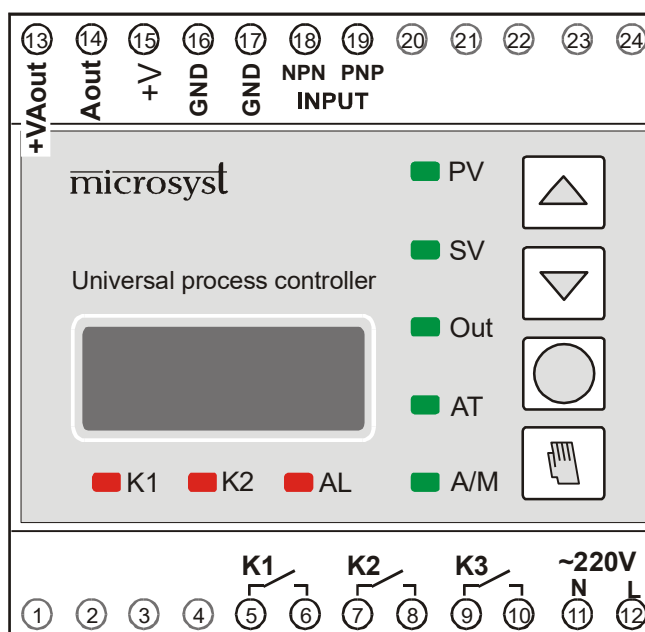 13 14 15 16 17 18 19 20 21 22 23 24
+VAout Aout +V GND GND NPN PNP
INPUT
microsyst
PV
SV
Universal process controller
Out
AT
K1 K2 AL A/M
K1 K2 K3 ~220V
N L
1 2 3 4 5 6 7 8 9 10 11 12